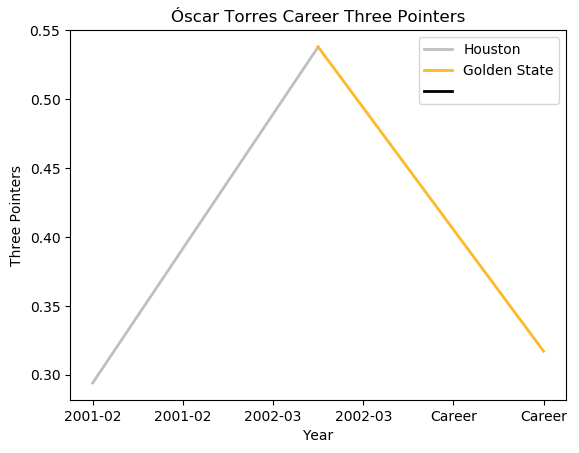 Óscar Torres Career Three Pointers
Three Pointers
0.55
0.50
0.45
0.40
0.35
0.30
Houston
Golden State
2001-02 2001-02 2002-03 2002-03 Career Career
Year